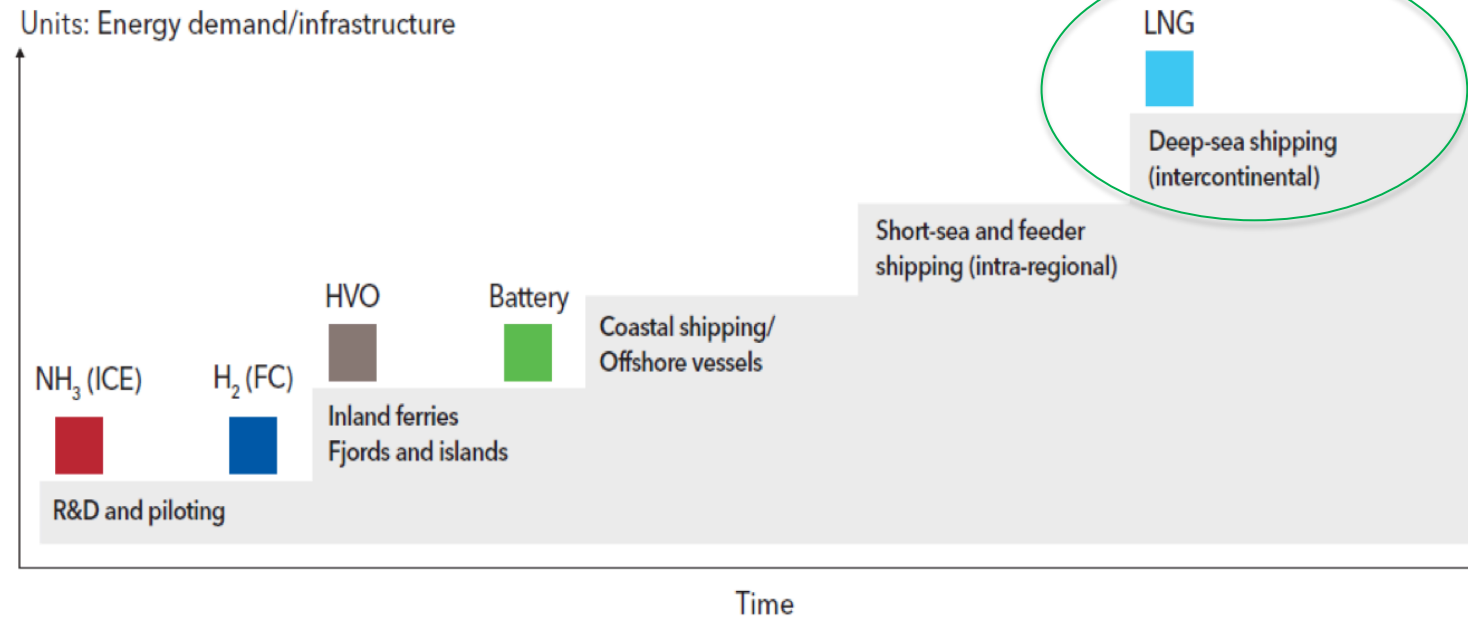 Units: Energy demand/infrastructure
LNG
Deep-sea shipping
(intercontinental)
Short-sea and feeder
shipping (intra-regional)
HVO
Battery
Coastal shipping/
Offshore vessels
NH₃ (ICE)
H₂ (FC)
Inland ferries
Fjords and islands
R&D and piloting
Time